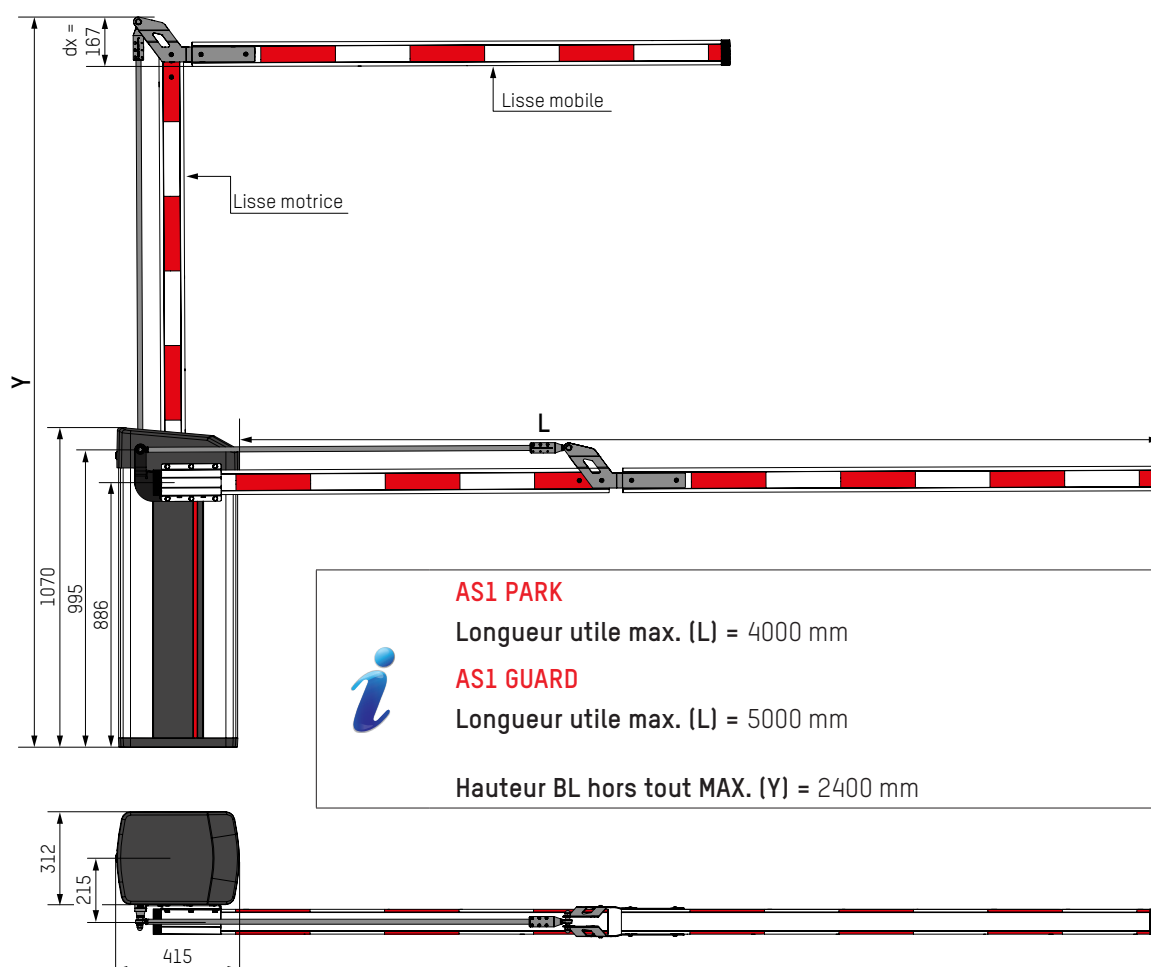 dx =
167
Lisse mobile
Lisse motrice
Y
L
1070
995
886
AS1 PARK
Longueur utile max. (L) = 4000 mm
AS1 GUARD
Longueur utile max. (L) = 5000 mm
Hauteur BL hors tout MAX. (Y) = 2400 mm
312
215
415